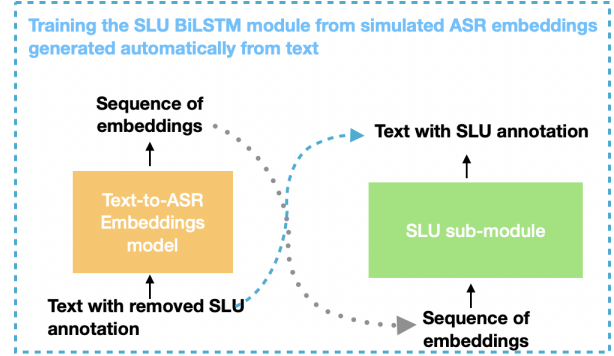 Training the SLU BiLSTM module from simulated ASR embeddings
generated automatically from text
Sequence of
embeddings
Text with SLU annotation
Text-to-ASR
Embeddings
model
SLU sub-module
Text with removed SLU
annotation
Sequence of
embeddings